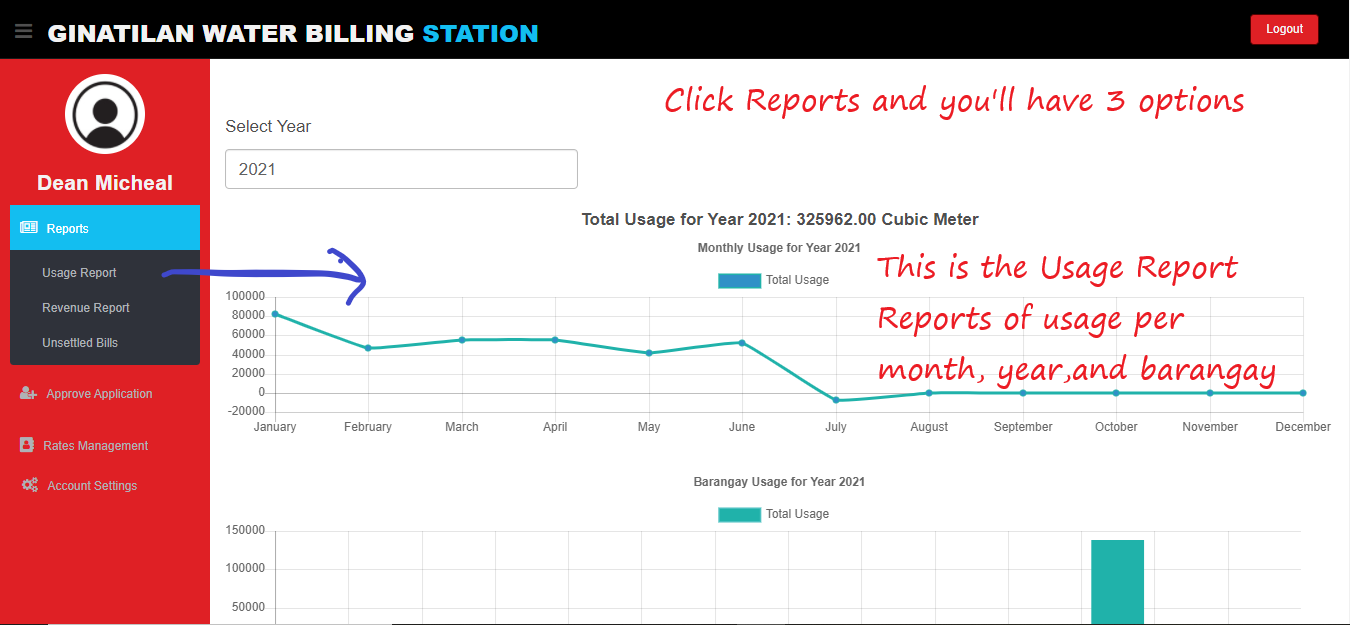 GINATILAN WATER BILLING STATION
Logout
Dean Micheal
Reports
Usage Report
Revenue Report
Unsettled Bills
Approve Application
Rates Management
Account Settings
Click Reports and you'll have 3 options
Select Year
2021
Total Usage for Year 2021: 325962.00 Cubic Meter
Monthly Usage for Year 2021
Total Usage
This is the Usage Report
Reports of usage per
month, year,and barangay
100000
80000
60000
40000
20000
0
-20000
January February March April May June July August September October November December
Barangay Usage for Year 2021
Total Usage
150000
100000
50000